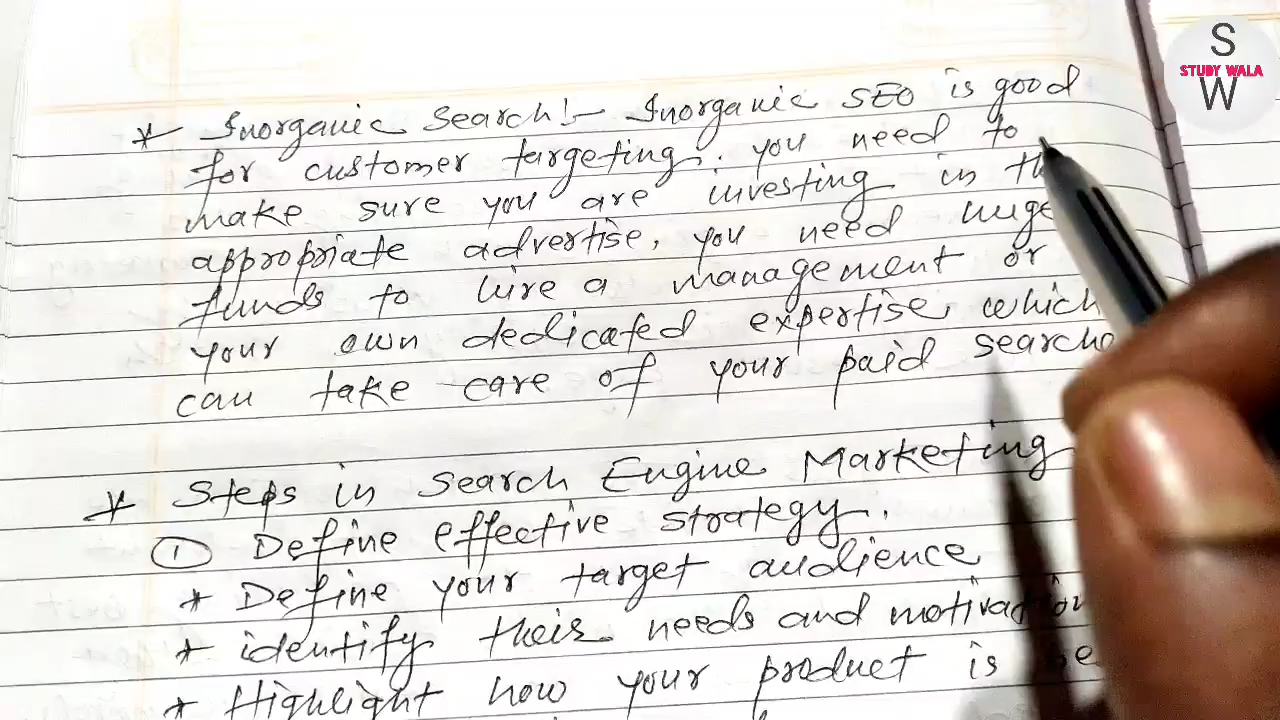 S
STUDY WALA
W
* Inorganic Search!- Inorganic SEO is good
for customer targeting. you need to
make sure you are investing in
appropriate advertise, you need huge
funds to hire a management or
your own dedicated expertise, which
can take care of your paid
* Steps in Search Engine Marketing
① Define effective strategy.
* Define your target audience
* identify their needs and motivation
* Highlight how your product is